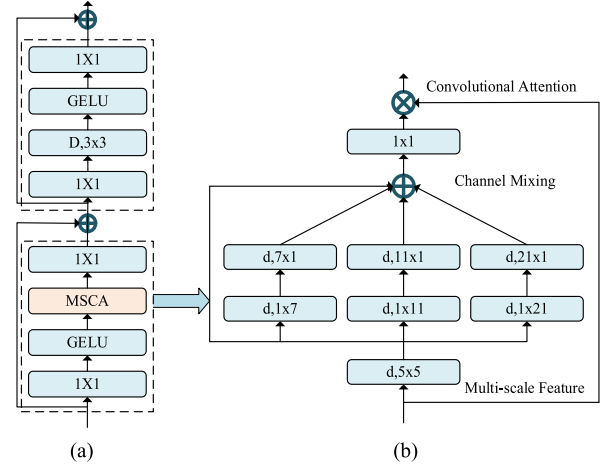 1X1
GELU
D,3x3
1X1
1X1
MSCA
GELU
1X1
(a)
Convolutional Attention
1x1
Channel Mixing
d,7x1 d,11x1 d,21x1
d,1x7 d,1x11 d,1x21
d,5x5
Multi-scale Feature
(b)